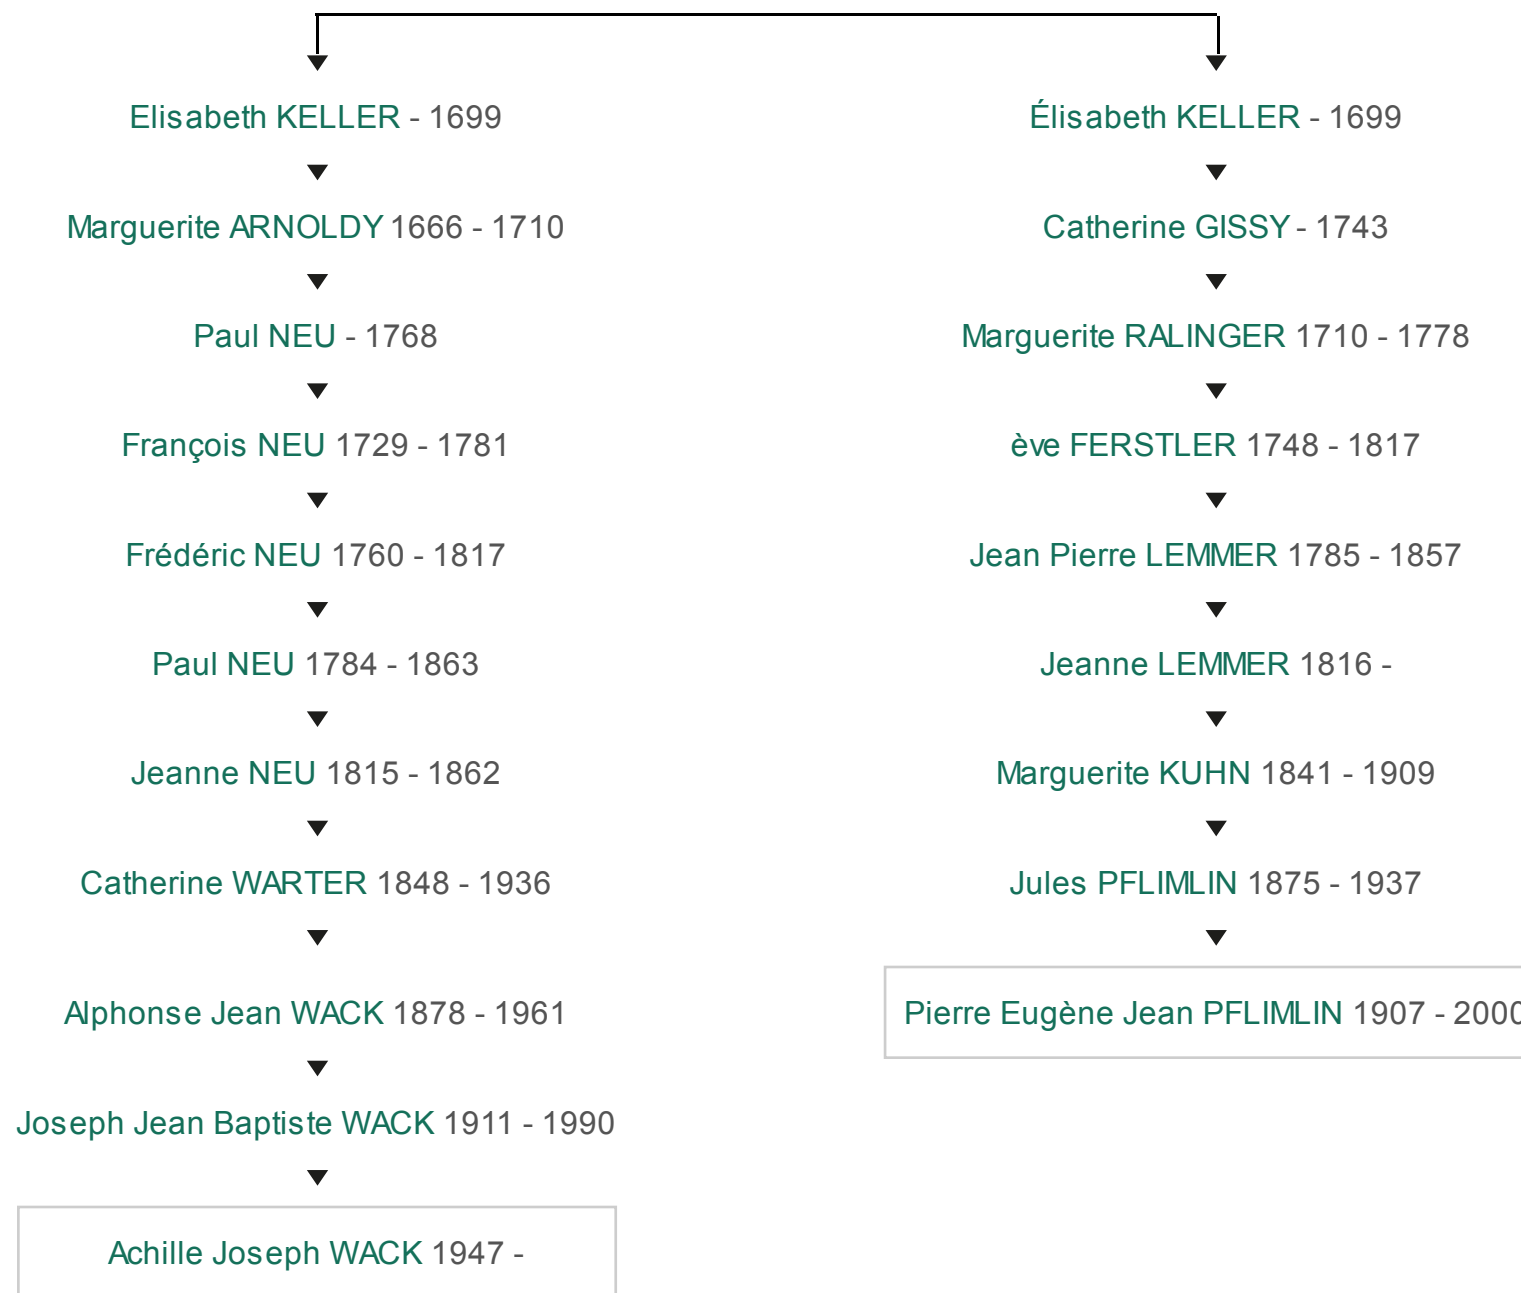 Elisabeth KELLER - 1699
Marguerite ARNOLDY 1666 - 1710
Paul NEU - 1768
François NEU 1729 - 1781
Frédéric NEU 1760 - 1817
Paul NEU 1784 - 1863
Jeanne NEU 1815 - 1862
Catherine WARTER 1848 - 1936
Alphonse Jean WACK 1878 - 1961
Joseph Jean Baptiste WACK 1911 - 1990
Achille Joseph WACK 1947 -
Élisabeth KELLER - 1699
Catherine GISSY - 1743
Marguerite RALINGER 1710 - 1778
ève FERSTLER 1748 - 1817
Jean Pierre LEMMER 1785 - 1857
Jeanne LEMMER 1816 -
Marguerite KUHN 1841 - 1909
Jules PFLIMLIN 1875 - 1937
Pierre Eugène Jean PFLIMLIN 1907 - 2000